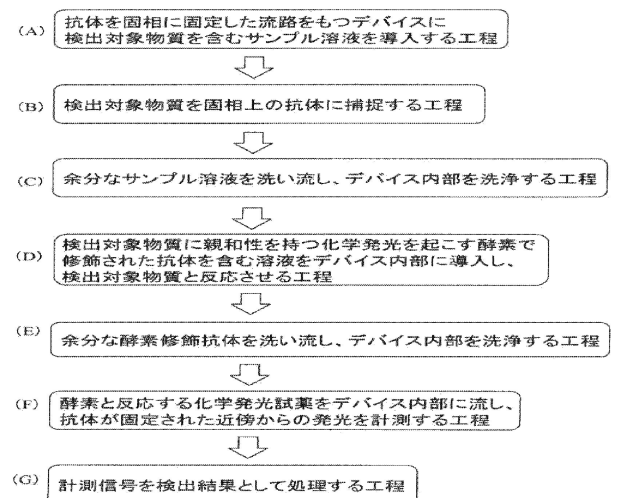 (A) 抗体を固相に固定した流路をもつデバイスに
検出対象物質を含むサンプル溶液を導入する工程
(B) 検出対象物質を固相上の抗体に捕捉する工程
(C) 余分なサンプル溶液を洗い流し、デバイス内部を洗浄する工程
(D) 検出対象物質に親和性を持つ化学発光を起こす酵素で
修飾された抗体を含む溶液をデバイス内部に導入し、
検出対象物質と反応させる工程
(E) 余分な酵素修飾抗体を洗い流し、デバイス内部を洗浄する工程
(F) 酵素と反応する化学発光試薬をデバイス内部に流し、
抗体が固定された近傍からの発光を計測する工程
(G) 計測信号を検出結果として処理する工程